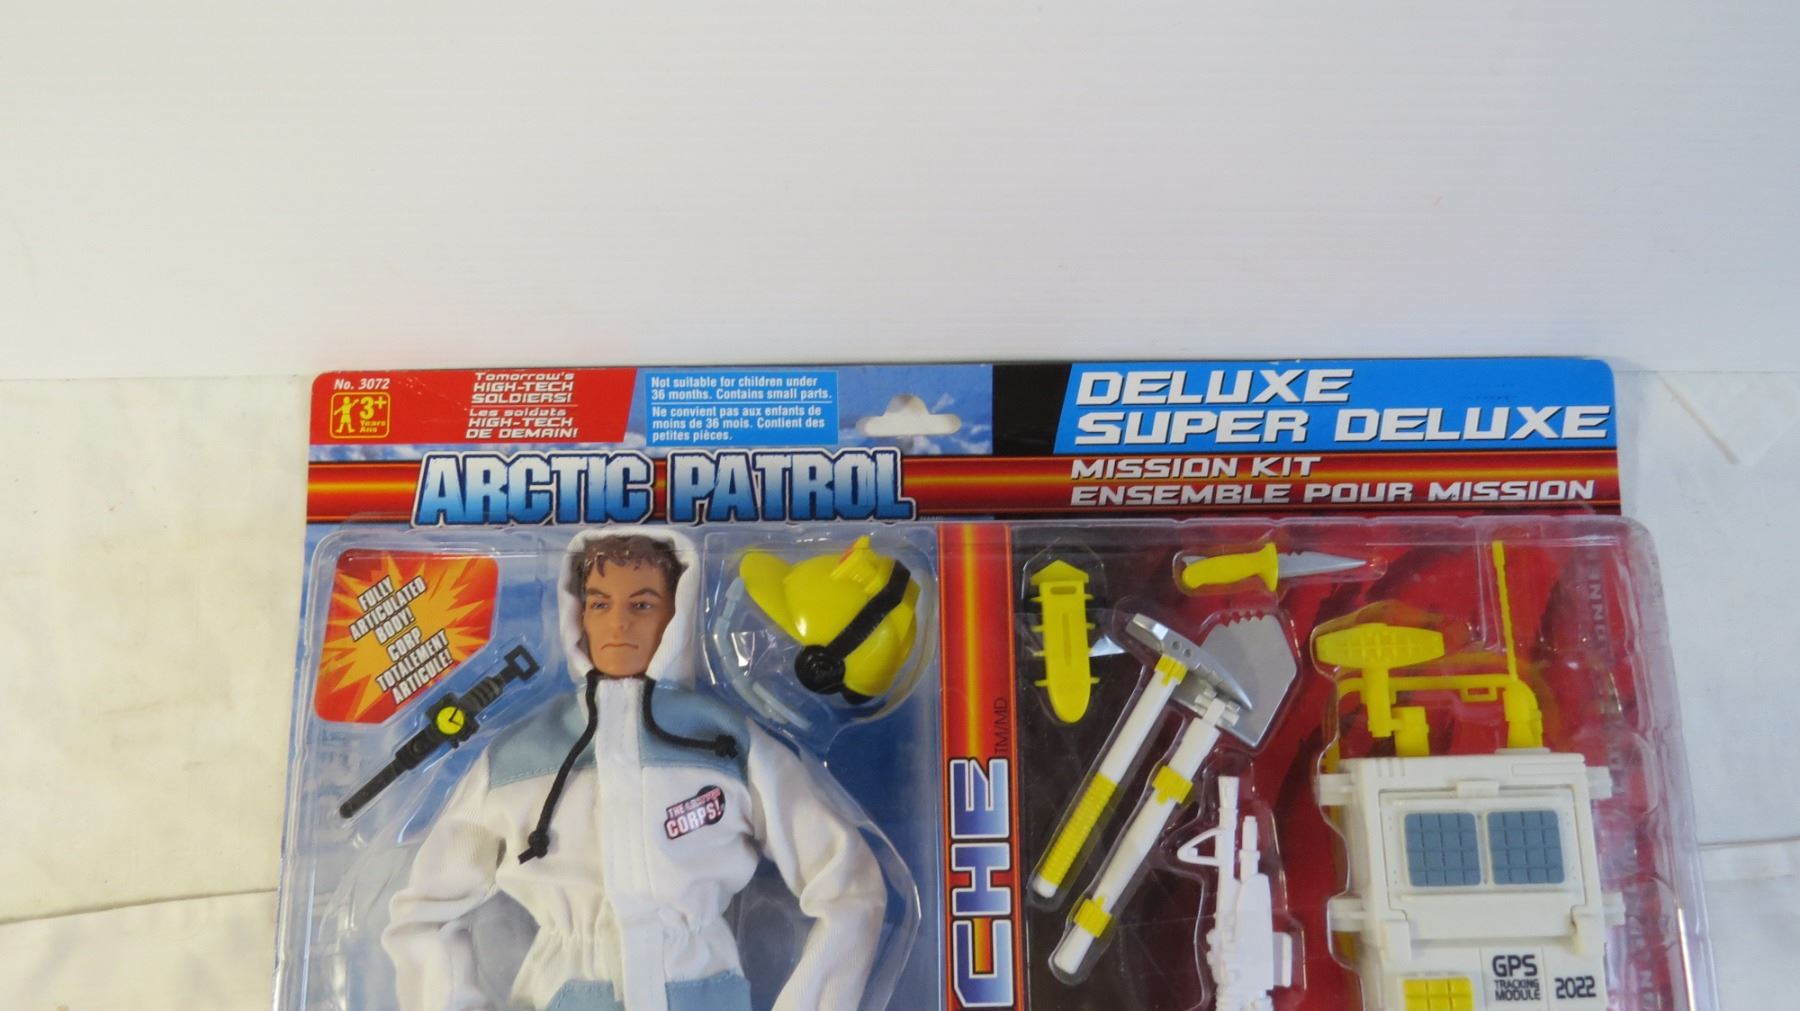 No. 3072
3+
Years
Ans
Tomorrow's
HIGH-TECH
SOLDIERS!
Les soldats
HIGH-TECH
DE DEMAIN!
Not suitable for children under
36 months. Contains small parts.
Ne convient pas aux enfants de
moins de 36 mois. Contient des
petites pièces.
DELUXE
SUPER DELUXE
ARCTIC PATROL
MISSION KIT
ENSEMBLE POUR MISSION
FULLY
ARTICULATED
BODY!
CORP
TOTALEMENT
ARTICULE!
THE
CORPS!
TM/MD
GPS
TRACKING
MODULE
2022